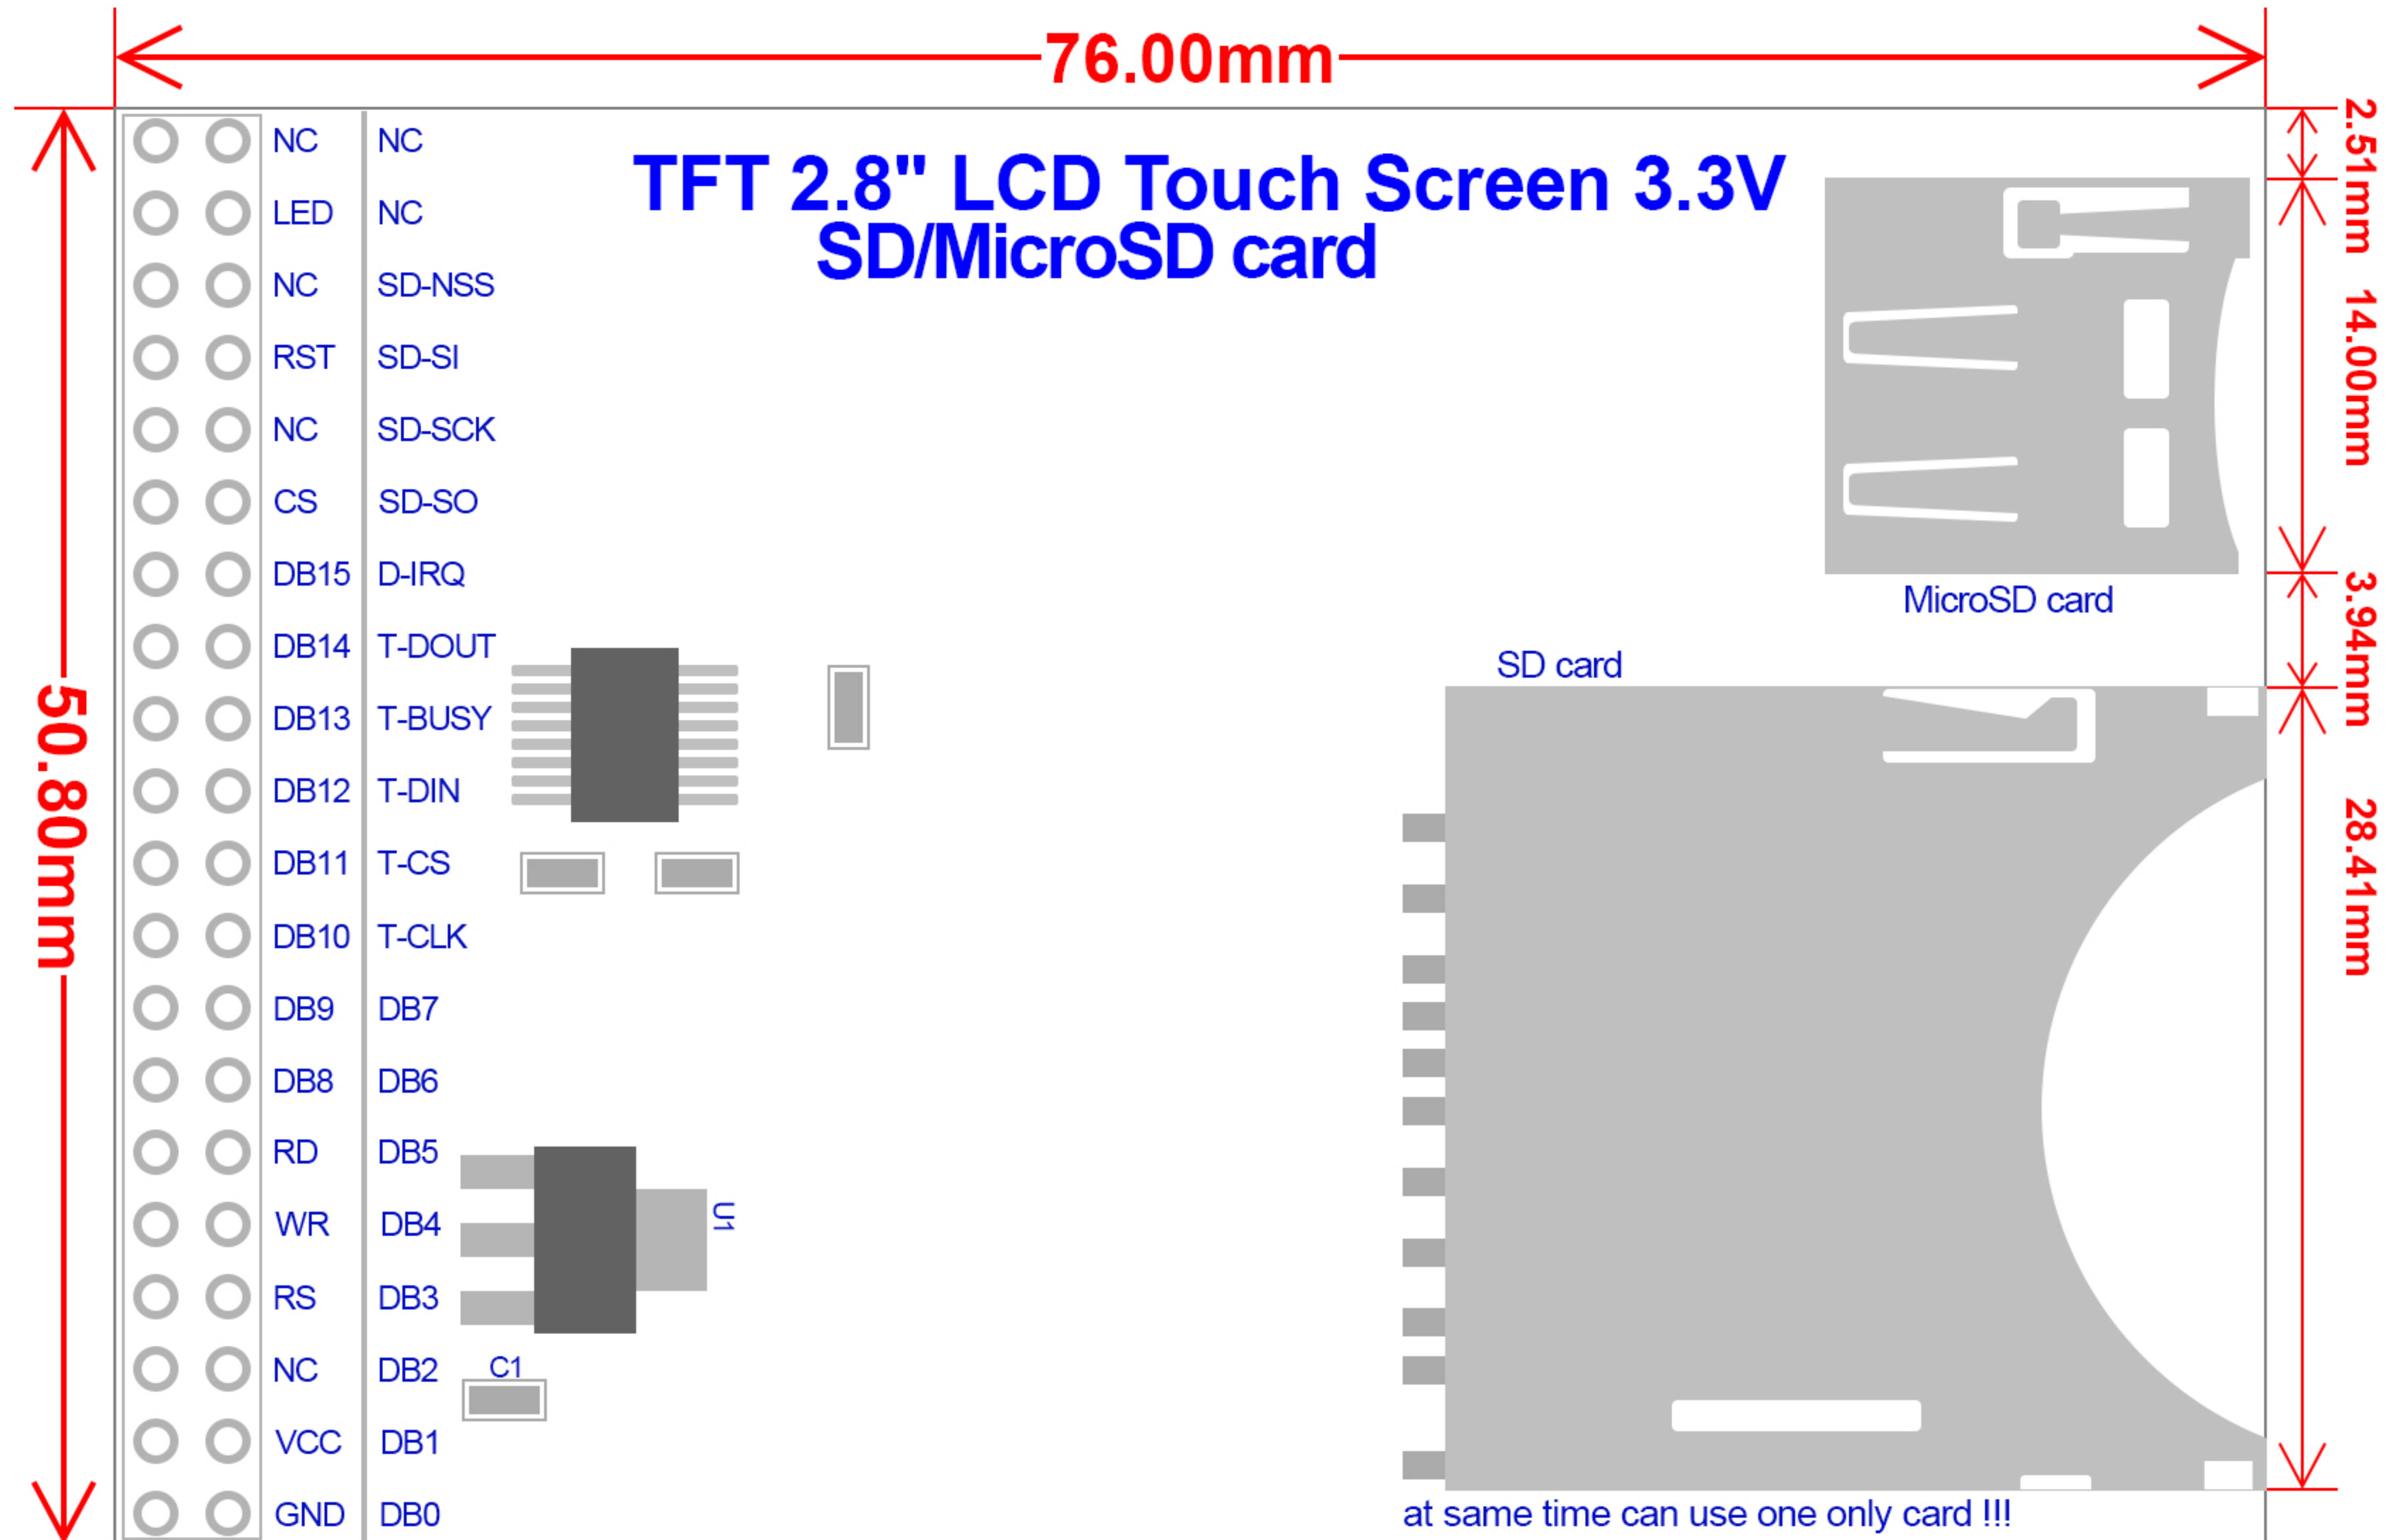 76.00mm
TFT 2.8" LCD Touch Screen 3.3V
SD/MicroSD card
2.51mm
14.00mm
3.94mm
28.41mm
50.80mm
NC NC
LED NC
NC SD-NSS
RST SD-SI
NC SD-SCK
CS SD-SO
DB15 D-IRQ
DB14 T-DOUT
DB13 T-BUSY
DB12 T-DIN
DB11 T-CS
DB10 T-CLK
DB9 DB7
DB8 DB6
RD DB5
WR DB4
RS DB3
NC DB2
VCC DB1
GND DB0
U1
C1
MicroSD card
SD card
at same time can use one only card !!!